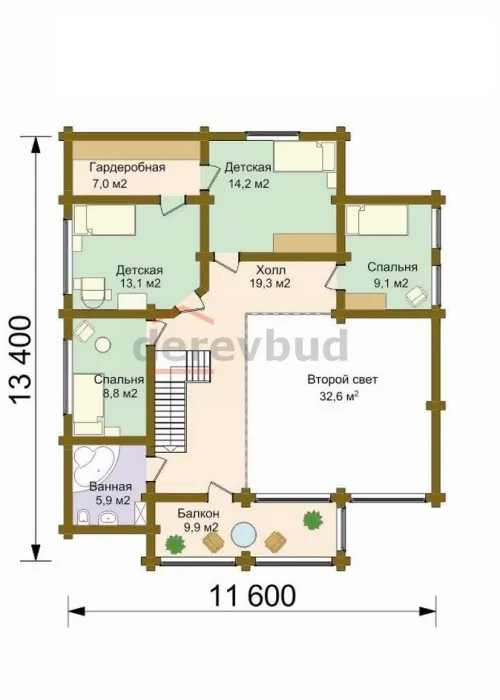 Гардеробная
7,0 м2
Детская
14,2 м2
Детская
13,1 м2
Холл
19,3 м2
Спальня
9,1 м2
derevbud
Спальня
8,8 м2
Второй свет
32,6 м²
Ванная
5,9 м2
Балкон
9,9 м2
13 400
11 600